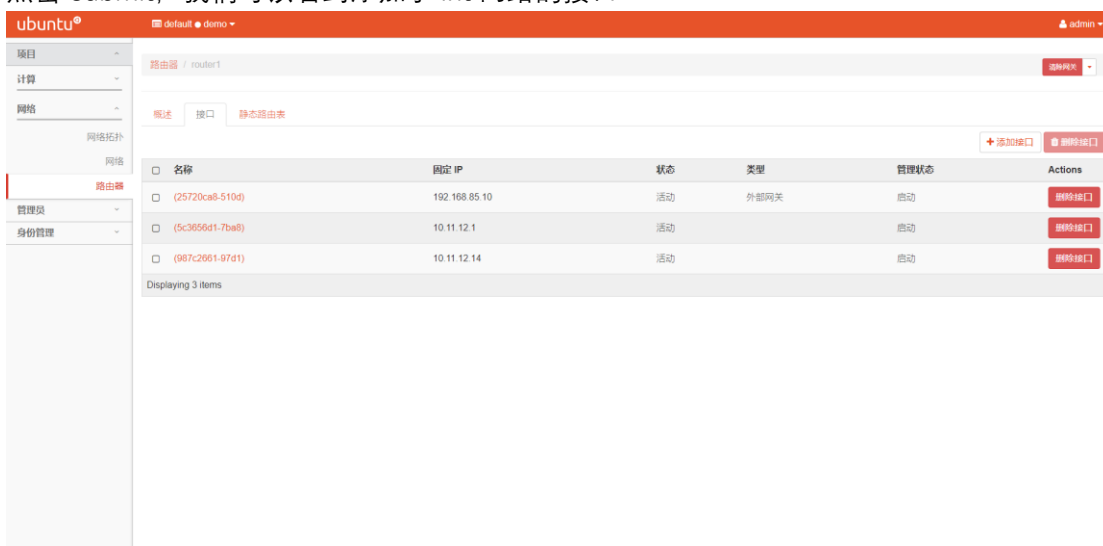 ubuntu® default demo admin
项目
路由器 / router1 清除网关
计算
网络
概述 接口 静态路由表
网络拓扑
+添加接口 删除接口
网络
名称 固定 IP 状态 类型 管理状态 Actions
路由器
(25720ca8-510d) 192.168.85.10 活动 外部网关 启动 删除接口
管理员
身份管理
(5c3656d1-7ba8) 10.11.12.1 活动 启动 删除接口
(987c2661-97d1) 10.11.12.14 活动 启动 删除接口
Displaying 3 items